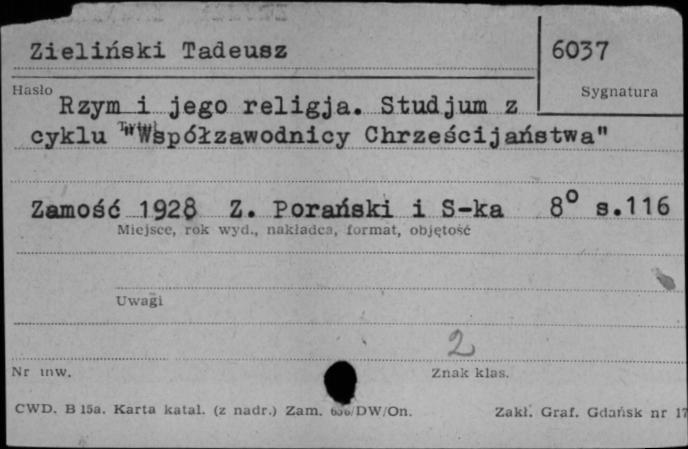 Zieliński Tadeusz
6037
Hasło
Sygnatura
Rzym i jego religja. Studjum z
cyklu "Współzawodnicy Chrześcijaństwa"
Zamość 1928 Z. Porański i S-ka 8° s.116
Miejsce, rok wyd., nakładca, format, objętość
Uwagi
2
Nr inw.
Znak klas.
CWD. B 15a. Karta katal. (z nadr.) Zam. /DW/On.
Zakł. Graf. Gdańsk nr 17